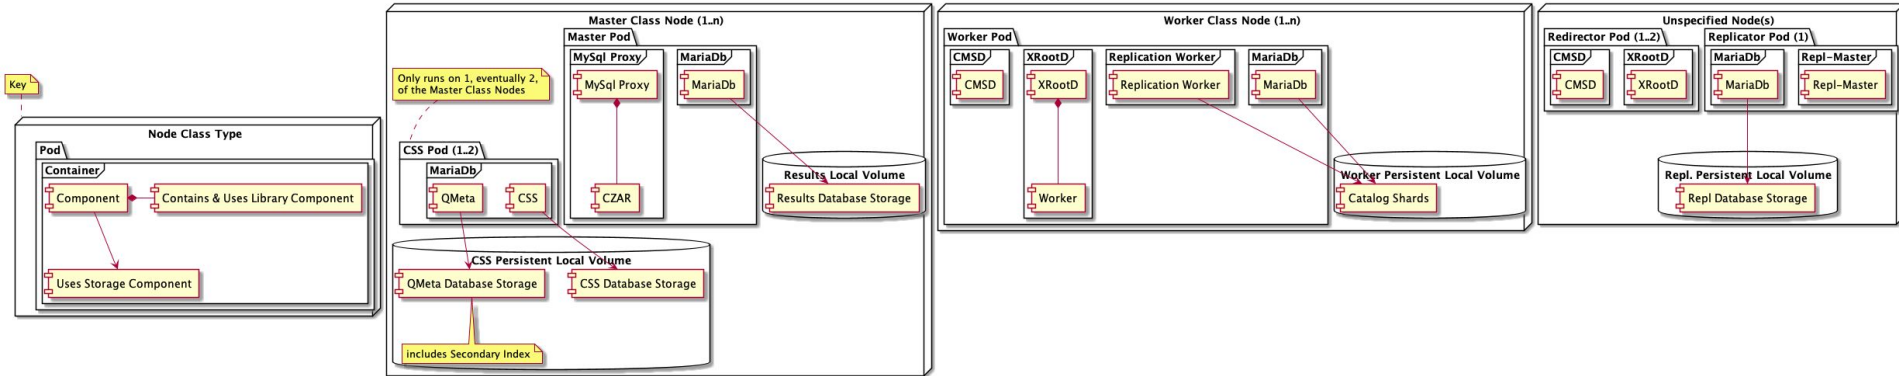 Key
Node Class Type
Pod
Container
Component
Contains & Uses Library Component
Uses Storage Component
Master Class Node (1..n)
Only runs on 1, eventually 2,
of the Master Class Nodes
CSS Pod (1..2)
MariaDb
QMeta
CSS
Master Pod
MySql Proxy
MySql Proxy
CZAR
MariaDb
MariaDb
Results Local Volume
Results Database Storage
CSS Persistent Local Volume
QMeta Database Storage
CSS Database Storage
includes Secondary Index
Worker Class Node (1..n)
Worker Pod
CMSD
CMSD
XRootD
XRootD
Worker
Replication Worker
Replication Worker
MariaDb
MariaDb
Worker Persistent Local Volume
Catalog Shards
Unspecified Node(s)
Redirector Pod (1..2)
CMSD
CMSD
XRootD
XRootD
Replicator Pod (1)
MariaDb
MariaDb
Repl-Master
Repl-Master
Repl. Persistent Local Volume
Repl Database Storage